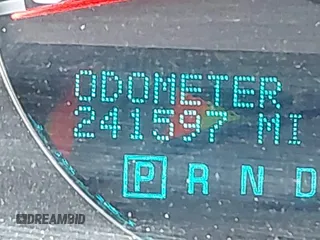 ODOMETER
241597 MI
P R N D
DREAMBID